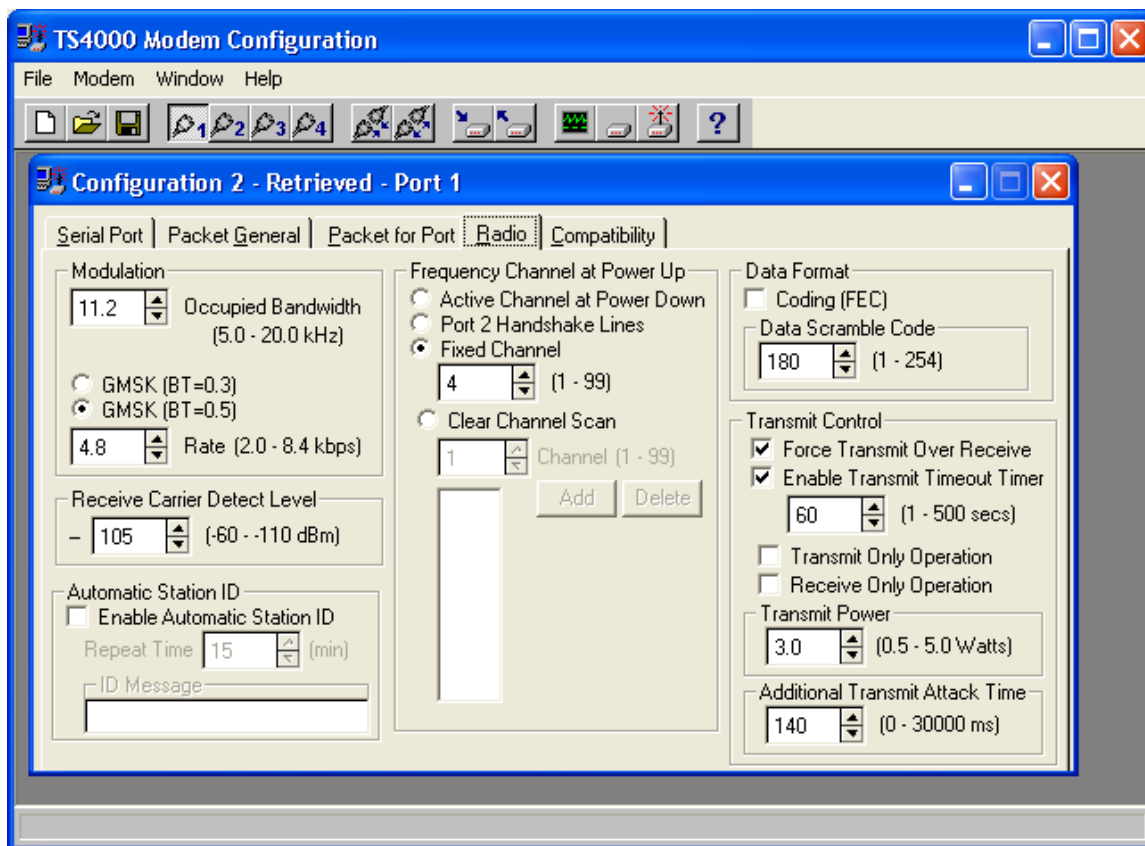 TS4000 Modem Configuration
File Modem Window Help
1 2 3 4 ?
Configuration 2 - Retrieved - Port 1
Serial Port Packet General Packet for Port Radio Compatibility
Modulation
11.2 Occupied Bandwidth
(5.0 - 20.0 kHz)
GMSK (BT=0.3)
GMSK (BT=0.5)
4.8 Rate (2.0 - 8.4 kbps)
Receive Carrier Detect Level
- 105 (-60 - -110 dBm)
Automatic Station ID
Enable Automatic Station ID
Repeat Time 15 (min)
ID Message
Frequency Channel at Power Up
Active Channel at Power Down
Port 2 Handshake Lines
Fixed Channel
4 (1 - 99)
Clear Channel Scan
1 Channel (1 - 99)
Add Delete
Data Format
Coding (FEC)
Data Scramble Code
180 (1 - 254)
Transmit Control
Force Transmit Over Receive
Enable Transmit Timeout Timer
60 (1 - 500 secs)
Transmit Only Operation
Receive Only Operation
Transmit Power
3.0 (0.5 - 5.0 Watts)
Additional Transmit Attack Time
140 (0 - 30000 ms)